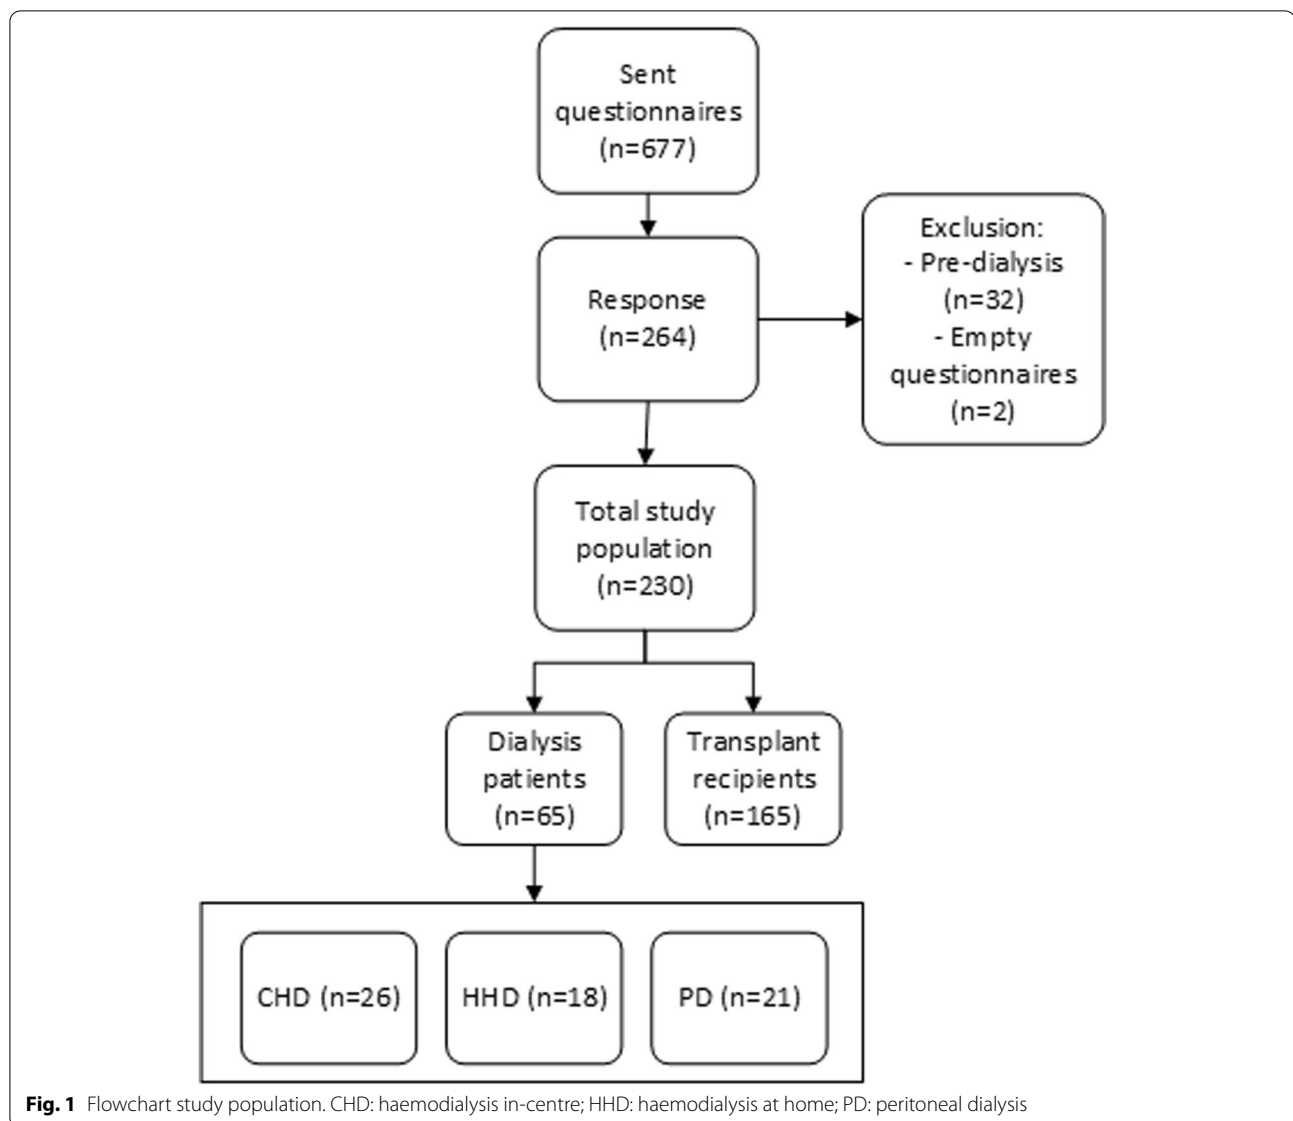 Sent
questionnaires
(n=677)
Response
(n=264)
Exclusion:
- Pre-dialysis
(n=32)
- Empty
questionnaires
(n=2)
Total study
population
(n=230)
Dialysis
patients
(n=65)
Transplant
recipients
(n=165)
CHD (n=26)
HHD (n=18)
PD (n=21)
Fig. 1 Flowchart study population. CHD: haemodialysis in-centre; HHD: haemodialysis at home; PD: peritoneal dialysis